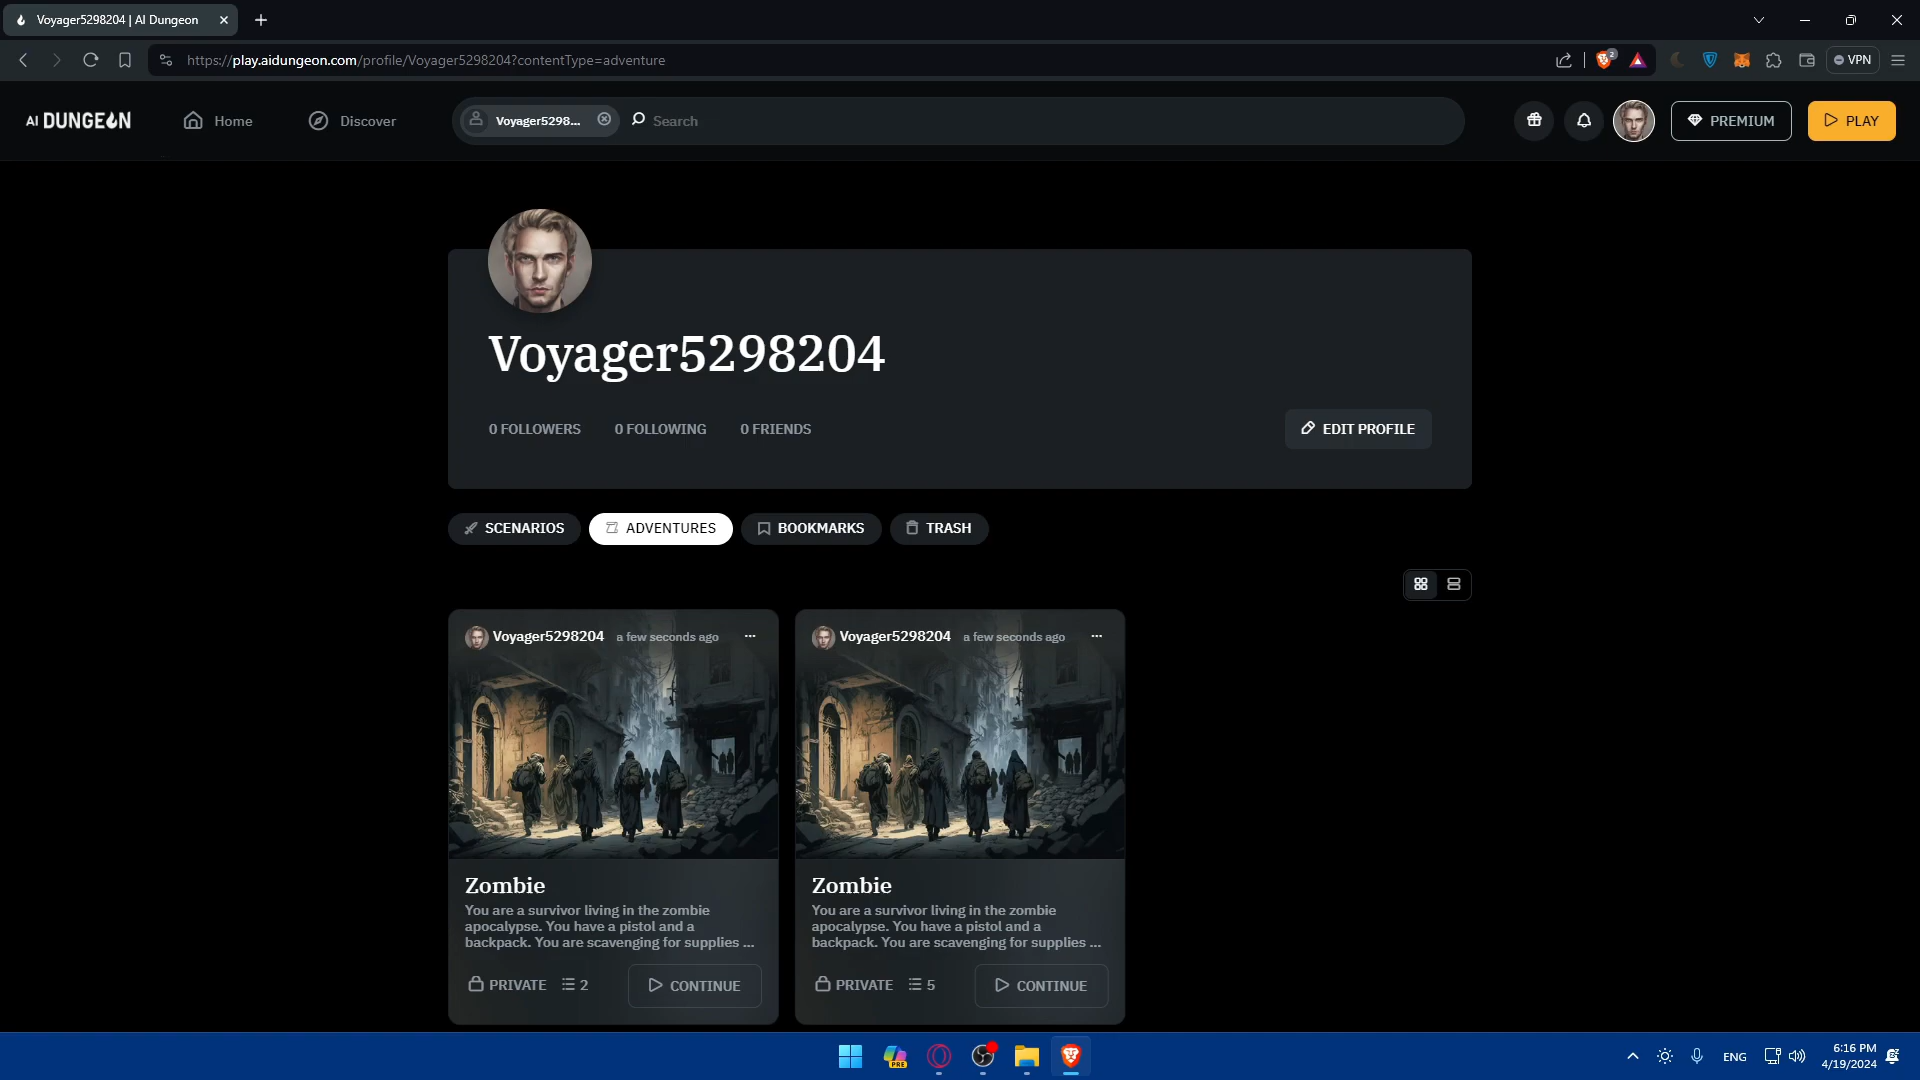 Voyager5298204 | AI Dungeon
https://play.aidungeon.com/profile/Voyager5298204?contentType=adventure
2
VPN
AI DUNGEON
Home
Discover
Voyager5298...
Search
PREMIUM
PLAY
Voyager5298204
0 FOLLOWERS
0 FOLLOWING
0 FRIENDS
EDIT PROFILE
SCENARIOS
ADVENTURES
BOOKMARKS
TRASH
Voyager5298204 a few seconds ago
Zombie
You are a survivor living in the zombie
apocalypse. You have a pistol and a
backpack. You are scavenging for supplies ...
PRIVATE
2
CONTINUE
Voyager5298204 a few seconds ago
Zombie
You are a survivor living in the zombie
apocalypse. You have a pistol and a
backpack. You are scavenging for supplies ...
PRIVATE
5
CONTINUE
PRE
ENG
6:16 PM
4/19/2024